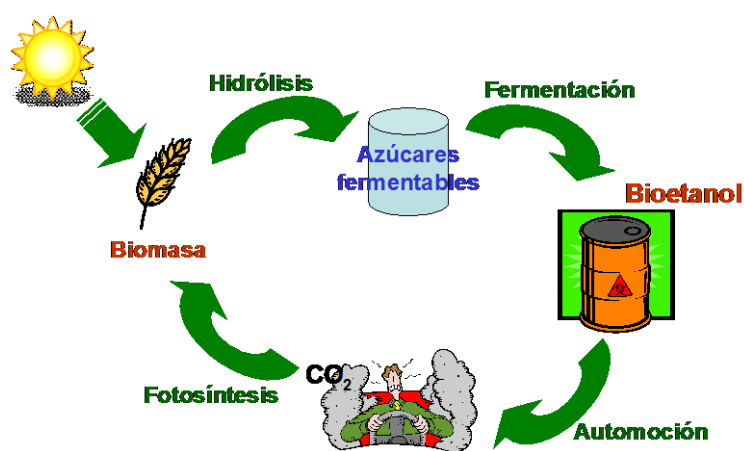 Hidrólisis
Fermentación
Azúcares
fermentables
Bioetanol
Biomasa
CO₂
Fotosíntesis
Automoción